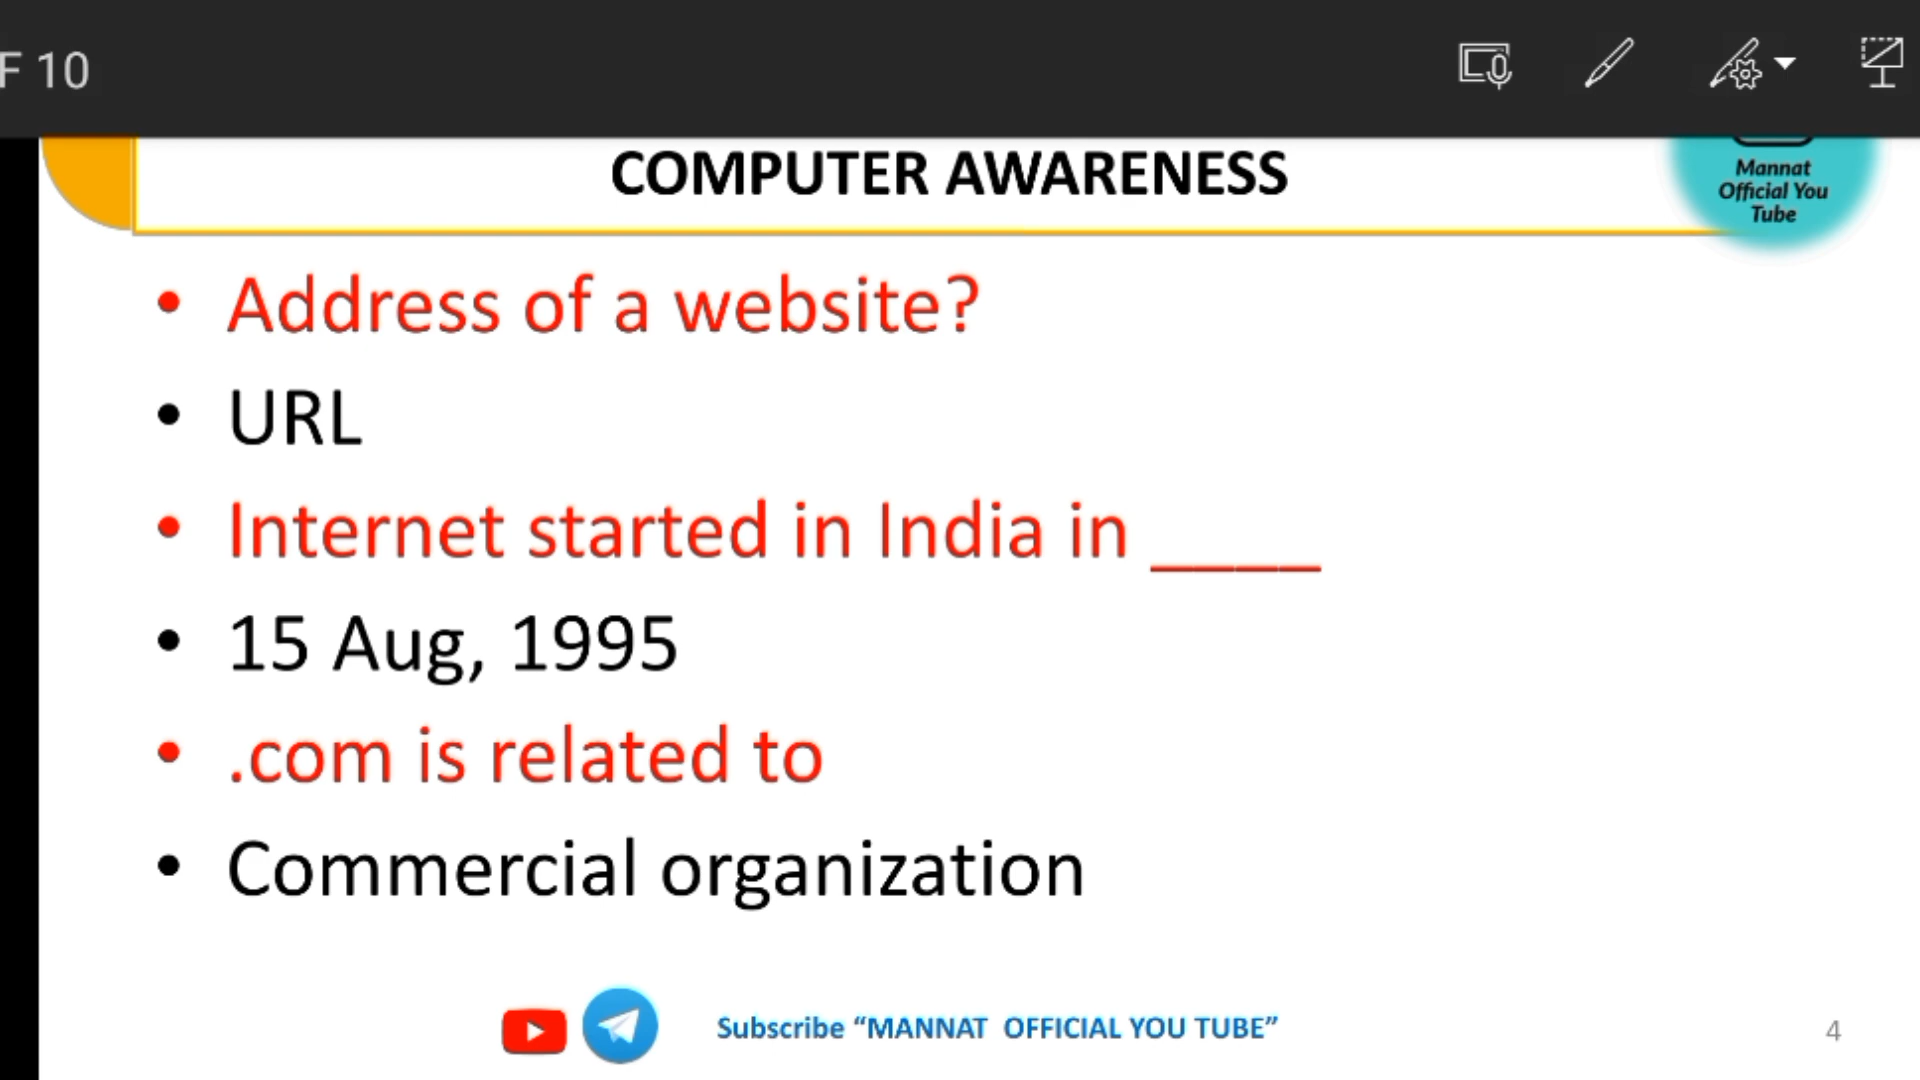 F 10
COMPUTER AWARENESS
Mannat
Official You
Tube
• Address of a website?
• URL
• Internet started in India in ____
• 15 Aug, 1995
• .com is related to
• Commercial organization
Subscribe “MANNAT OFFICIAL YOU TUBE”
4